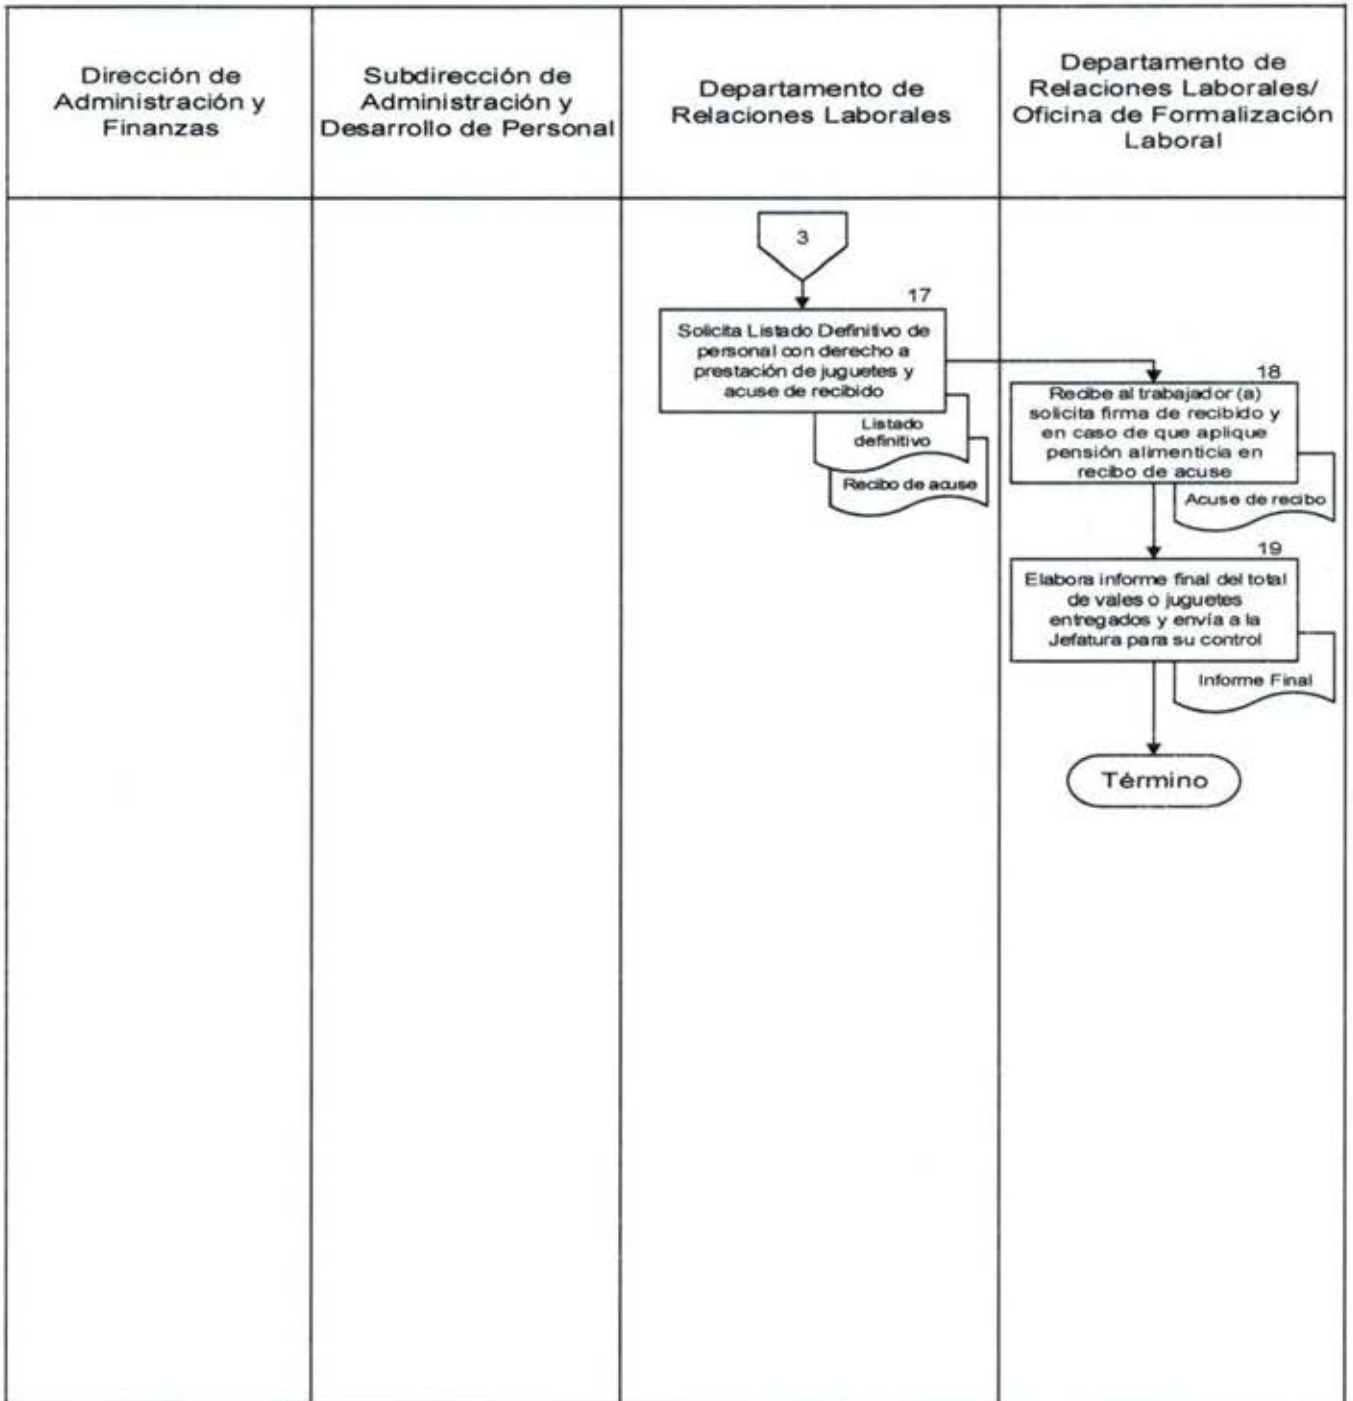 Dirección de
Administración y
Finanzas
Subdirección de
Administración y
Desarrollo de Personal
Departamento de
Relaciones Laborales
Departamento de
Relaciones Laborales/
Oficina de Formalización
Laboral
3
17
Solicita Listado Definitivo de
personal con derecho a
prestación de juguetes y
acuse de recibido
Listado
definitivo
Recibo de acuse
18
Recibe al trabajador (a)
solicita firma de recibido y
en caso de que aplique
pensión alimenticia en
recibo de acuse
Acuse de recibo
19
Elabora informe final del total
de vales o juguetes
entregados y envía a la
Jefatura para su control
Informe Final
Término